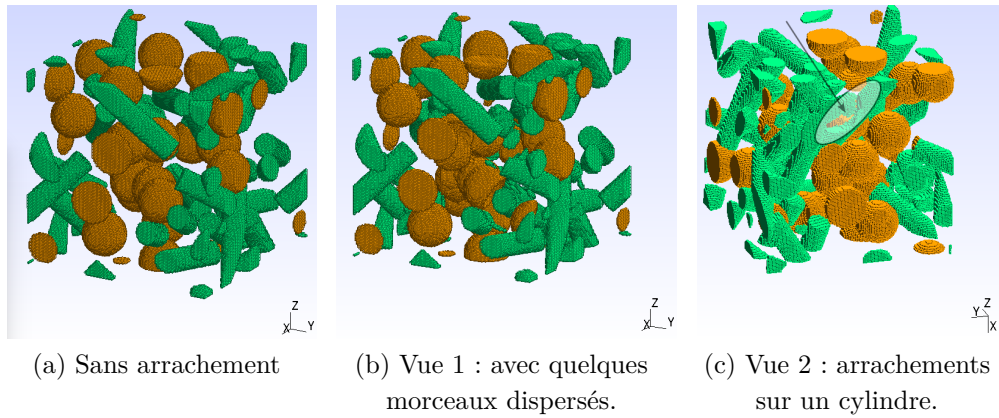 Z
X
Y
Z
X
Y
Z
Y
X
(a) Sans arrachement
(b) Vue 1 : avec quelques
morceaux dispersés.
(c) Vue 2 : arrachements
sur un cylindre.